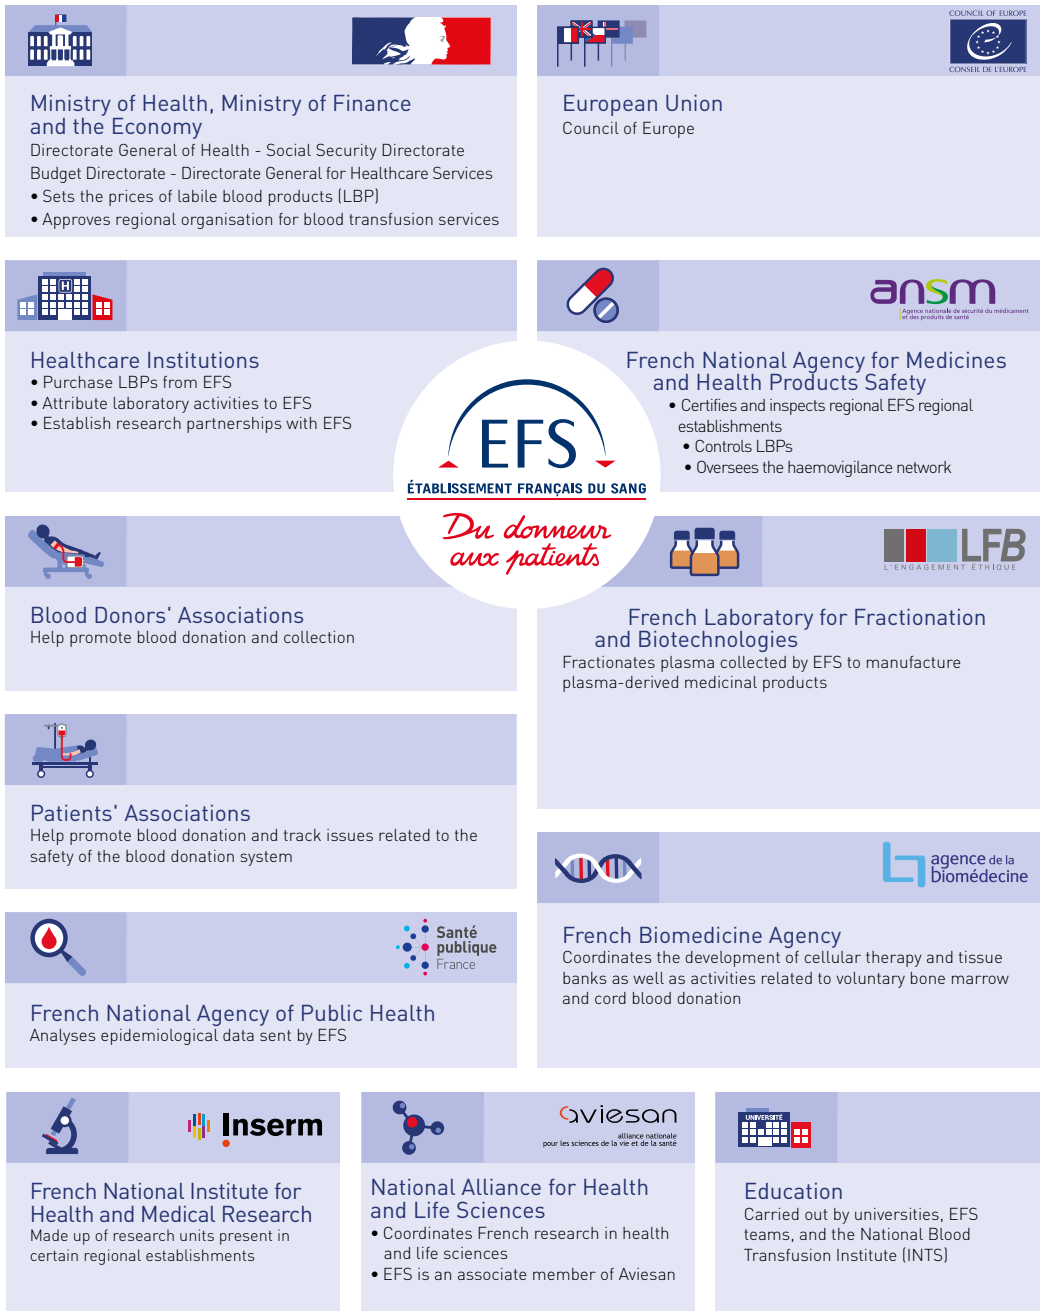 Ministry of Health, Ministry of Finance
and the Economy
Directorate General of Health - Social Security Directorate
Budget Directorate - Directorate General for Healthcare Services
• Sets the prices of labile blood products (LBP)
• Approves regional organisation for blood transfusion services
COUNCIL OF EUROPE
CONSEIL DE L'EUROPE
European Union
Council of Europe
H
Healthcare Institutions
• Purchase LBPs from EFS
• Attribute laboratory activities to EFS
• Establish research partnerships with EFS
ansm
Agence nationale de sécurité du médicament
et des produits de santé
French National Agency for Medicines
and Health Products Safety
• Certifies and inspects regional EFS regional
establishments
• Controls LBPs
• Oversees the haemovigilance network
EFS
ÉTABLISSEMENT FRANÇAIS DU SANG
Du donneur
aux patients
Blood Donors' Associations
Help promote blood donation and collection
LFB
L'ENGAGEMENT ÉTHIQUE
French Laboratory for Fractionation
and Biotechnologies
Fractionates plasma collected by EFS to manufacture
plasma-derived medicinal products
Patients' Associations
Help promote blood donation and track issues related to the
safety of the blood donation system
agence de la
biomédecine
French Biomedicine Agency
Coordinates the development of cellular therapy and tissue
banks as well as activities related to voluntary bone marrow
and cord blood donation
Santé
publique
France
French National Agency of Public Health
Analyses epidemiological data sent by EFS
Inserm
French National Institute for
Health and Medical Research
Made up of research units present in
certain regional establishments
aviesan
alliance nationale
pour les sciences de la vie et de la santé
National Alliance for Health
and Life Sciences
• Coordinates French research in health
and life sciences
• EFS is an associate member of Aviesan
UNIVERSITÉ
Education
Carried out by universities, EFS
teams, and the National Blood
Transfusion Institute (INTS)